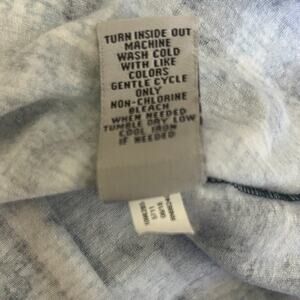 TURN INSIDE OUT
MACHINE
WASH COLD
WITH LIKE
COLORS
GENTLE CYCLE
ONLY
NON-CHLORINE
BLEACH
WHEN NEEDED
TUMBLE DRY LOW
COOL IRON
IF NEEDED